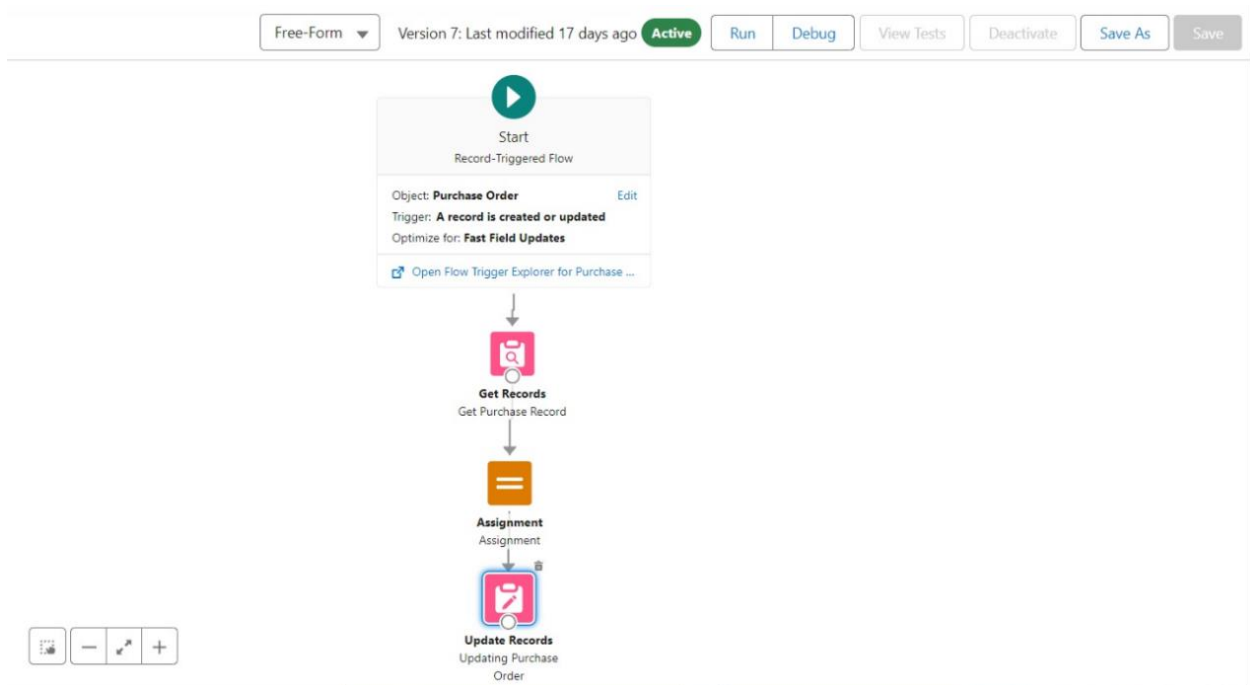 Free-Form Version 7: Last modified 17 days ago Active Run Debug View Tests Deactivate Save As Save
Start
Record-Triggered Flow
Object: Purchase Order Edit
Trigger: A record is created or updated
Optimize for: Fast Field Updates
Open Flow Trigger Explorer for Purchase ...
Get Records
Get Purchase Record
Assignment
Assignment
Update Records
Updating Purchase
Order